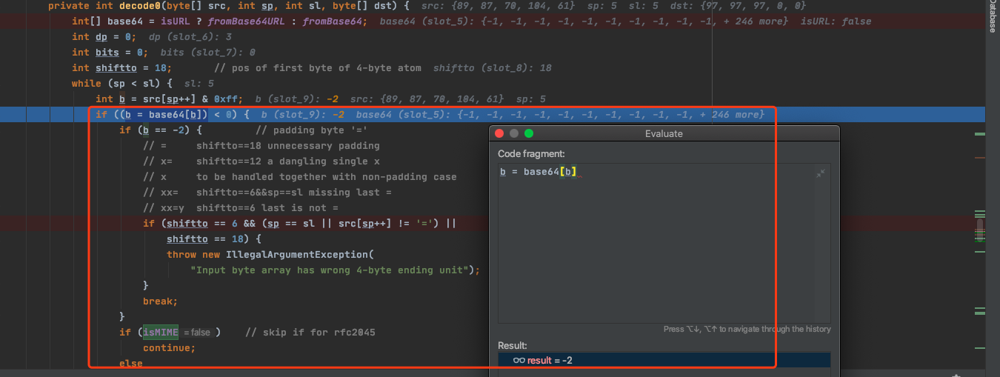 private int decode0(byte[] src, int sp, int sl, byte[] dst) {  src: {89, 87, 70, 104, 61}  sp: 5  sl: 5  dst: {97, 97, 97, 0, 0}
int[] base64 = isURL ? fromBase64URL : fromBase64;  base64 (slot_5): {-1, -1, -1, -1, -1, -1, -1, -1, -1, -1, + 246 more}  isURL: false
int dp = 0;  dp (slot_6): 3
int bits = 0;  bits (slot_7): 0
int shiftto = 18;       // pos of first byte of 4-byte atom  shiftto (slot_8): 18
while (sp < sl) {  sl: 5
int b = src[sp++] & 0xff;  b (slot_9): -2  src: {89, 87, 70, 104, 61}  sp: 5
if ((b = base64[b]) < 0) {  b (slot_9): -2  base64 (slot_5): {-1, -1, -1, -1, -1, -1, -1, -1, -1, -1, + 246 more}
if (b == -2) {         // padding byte '='
// =     shiftto==18 unnecessary padding
// x=    shiftto==12 a dangling single x
// x     to be handled together with non-padding case
// xx=   shiftto==6&&sp==sl missing last =
// xx=y  shiftto==6 last is not =
if (shiftto == 6 && (sp == sl || src[sp++] != '=') ||
shiftto == 18) {
throw new IllegalArgumentException(
"Input byte array has wrong 4-byte ending unit");
}
break;
}
if (isMIME = false )    // skip if for rfc2045
continue;
else
Evaluate
Code fragment:
b = base64[b]
Press ⌥↓, ⌥↑ to navigate through the history
Result:
result = -2
Database